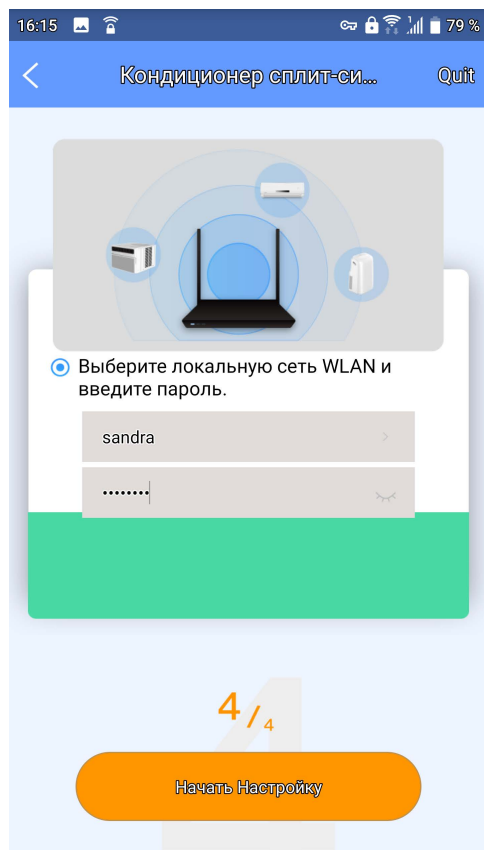 16:15
79 %
Кондиционер сплит-си...
Quit
Выберите локальную сеть WLAN и
введите пароль.
sandra
••••••••
4/4
Начать Настройку